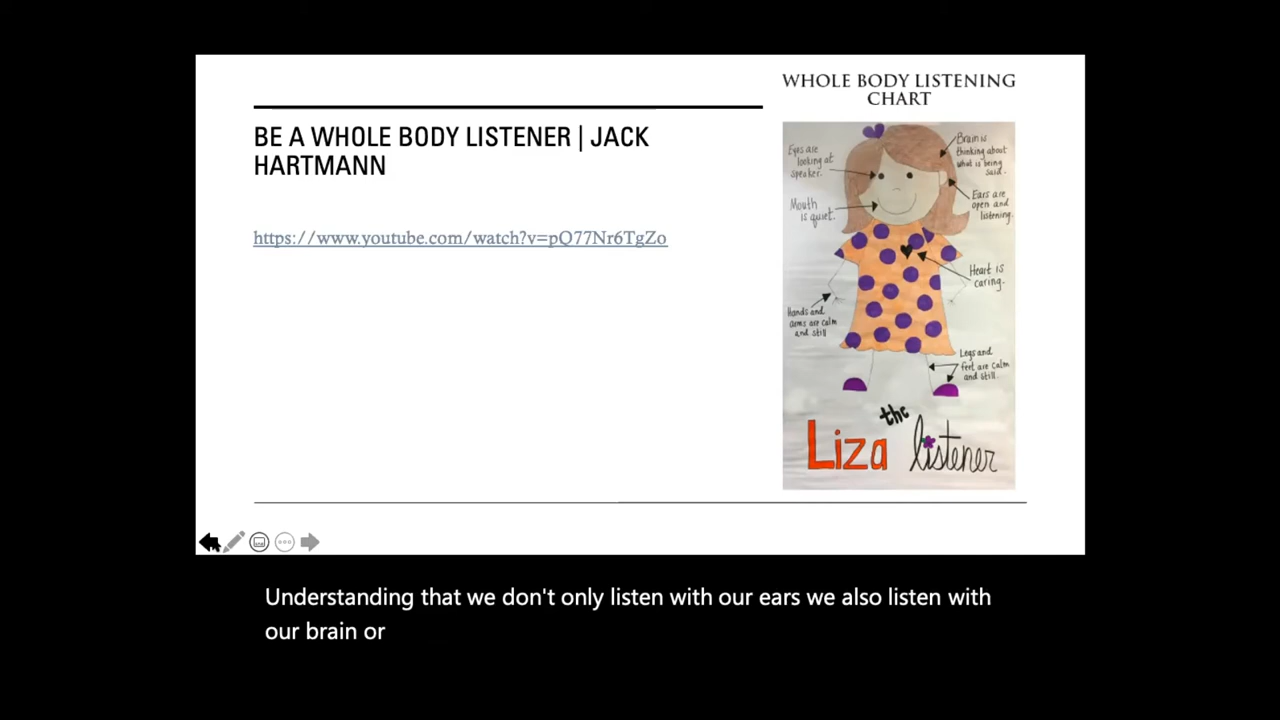 BE A WHOLE BODY LISTENER | JACK
HARTMANN
https://www.youtube.com/watch?v=pQ77Nr6TgZo
WHOLE BODY LISTENING
CHART
Eyes are
looking at
speaker.
Mouth
is quiet.
Hands and
arms are calm
and still
Brain is
thinking about
what is being
said.
Ears are
open and
listning.
Heart is
caring.
Legs and
feet are calm
and still.
Liza the listener
Understanding that we don't only listen with our ears we also listen with
our brain or